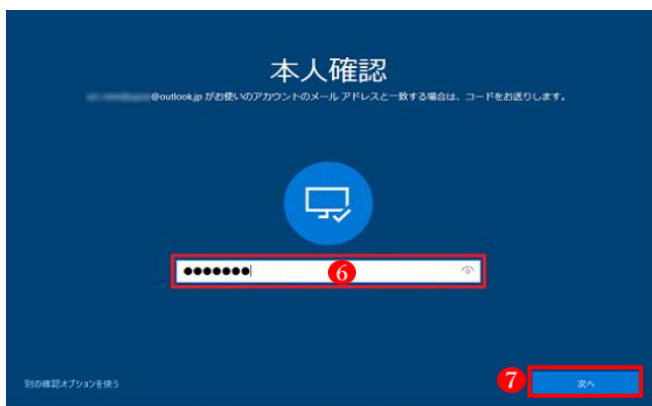 本人確認
@outlook.jp がお使いのアカウントのメール アドレスと一致する場合は、コードをお送りします。
●●●●●●●
6
別の確認オプションを使う
7
次へ